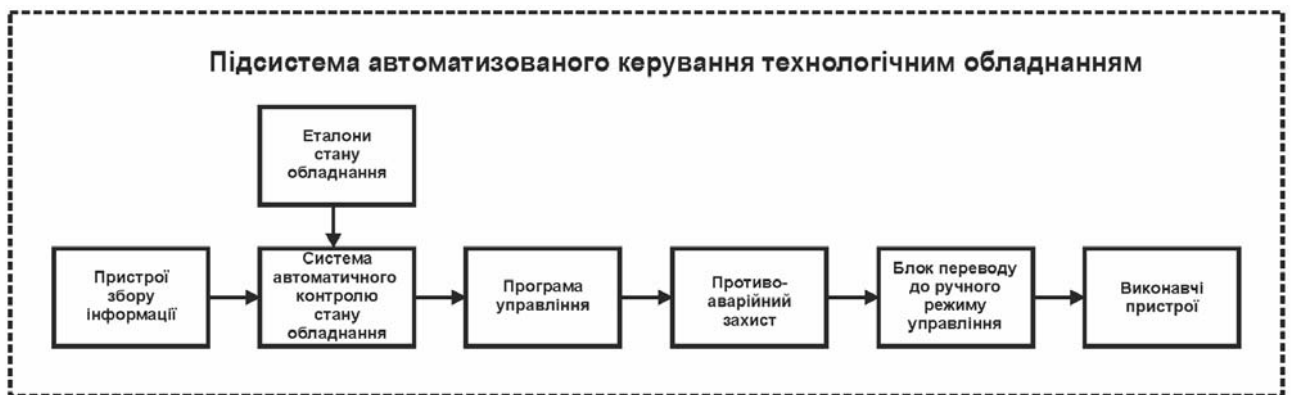 Підсистема автоматизованого керування технологічним обладнанням
Еталони
стану
обладнання
Пристрої
збору
інформації
Система
автоматичного
контролю
стану
обладнання
Програма
управління
Противо-
аварійний
захист
Блок переводу
до ручного
режиму
управління
Виконавчі
пристрої